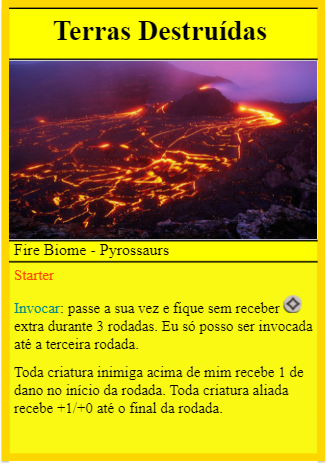 Terras Destruídas
Fire Biome - Pyrossaurs
Starter
Invocar: passe a sua vez e fique sem receber
extra durante 3 rodadas. Eu só posso ser invocada
até a terceira rodada.
Toda criatura inimiga acima de mim recebe 1 de
dano no início da rodada. Toda criatura aliada
recebe +1/+0 até o final da rodada.